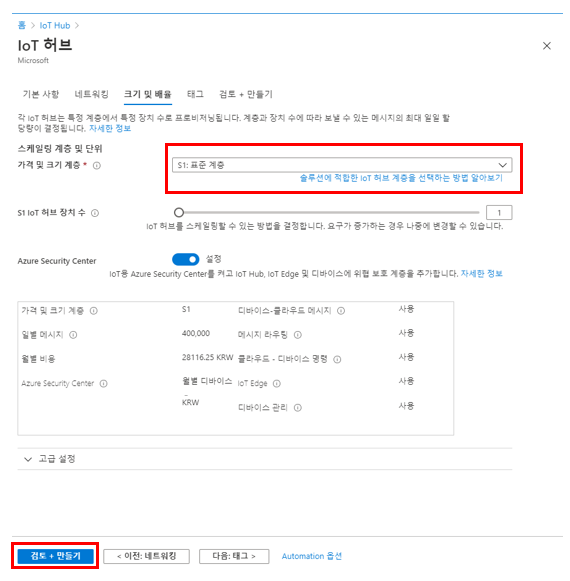 홈 > IoT Hub >
IoT 허브
Microsoft
기본 사항 네트워킹 크기 및 배율 태그 검토 + 만들기
각 IoT 허브는 특정 계층에서 특정 장치 수로 프로비저닝됩니다. 계층과 장치 수에 따라 보낼 수 있는 메시지의 최대 일일 할
당량이 결정됩니다. 자세한 정보
스케일링 계층 및 단위
가격 및 크기 계층 * S1: 표준 계층
솔루션에 적합한 IoT 허브 계층을 선택하는 방법 알아보기
S1 IoT 허브 장치 수 1
IoT 허브를 스케일링할 수 있는 방법을 결정합니다. 요구가 증가하는 경우 나중에 변경할 수 있습니다.
Azure Security Center 설정
IoT용 Azure Security Center를 켜고 IoT Hub, IoT Edge 및 디바이스에 위협 보호 계층을 추가합니다. 자세한 정보
가격 및 크기 계층 S1 디바이스-클라우드 메시지 사용
일별 메시지 400,000 메시지 라우팅 사용
월별 비용 28116.25 KRW 클라우드 - 디바이스 명령 사용
Azure Security Center 월별 디바이스 IoT Edge 사용
..
KRW 디바이스 관리 사용
고급 설정
검토 + 만들기 < 이전: 네트워킹 다음: 태그 > Automation 옵션